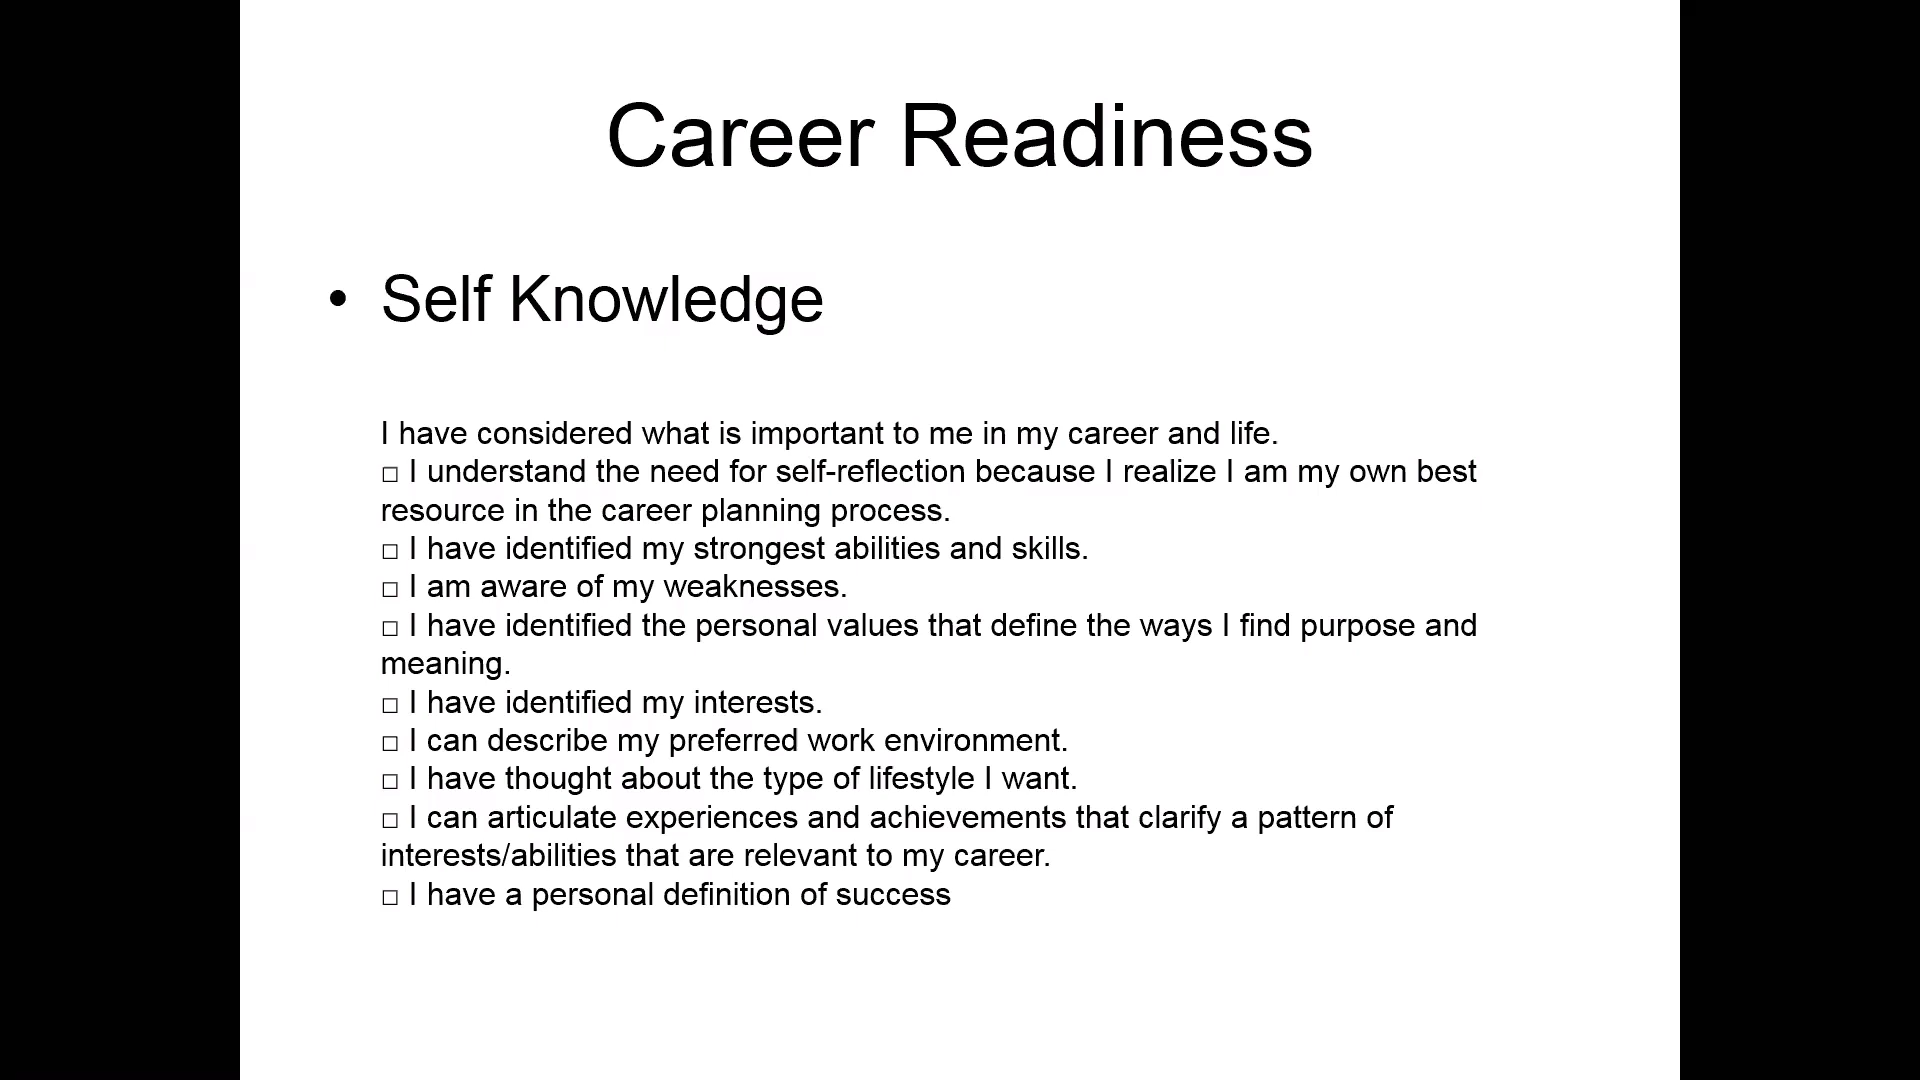 Career Readiness
• Self Knowledge
I have considered what is important to me in my career and life.
□ I understand the need for self-reflection because I realize I am my own best
resource in the career planning process.
□ I have identified my strongest abilities and skills.
□ I am aware of my weaknesses.
□ I have identified the personal values that define the ways I find purpose and
meaning.
□ I have identified my interests.
□ I can describe my preferred work environment.
□ I have thought about the type of lifestyle I want.
□ I can articulate experiences and achievements that clarify a pattern of
interests/abilities that are relevant to my career.
□ I have a personal definition of success